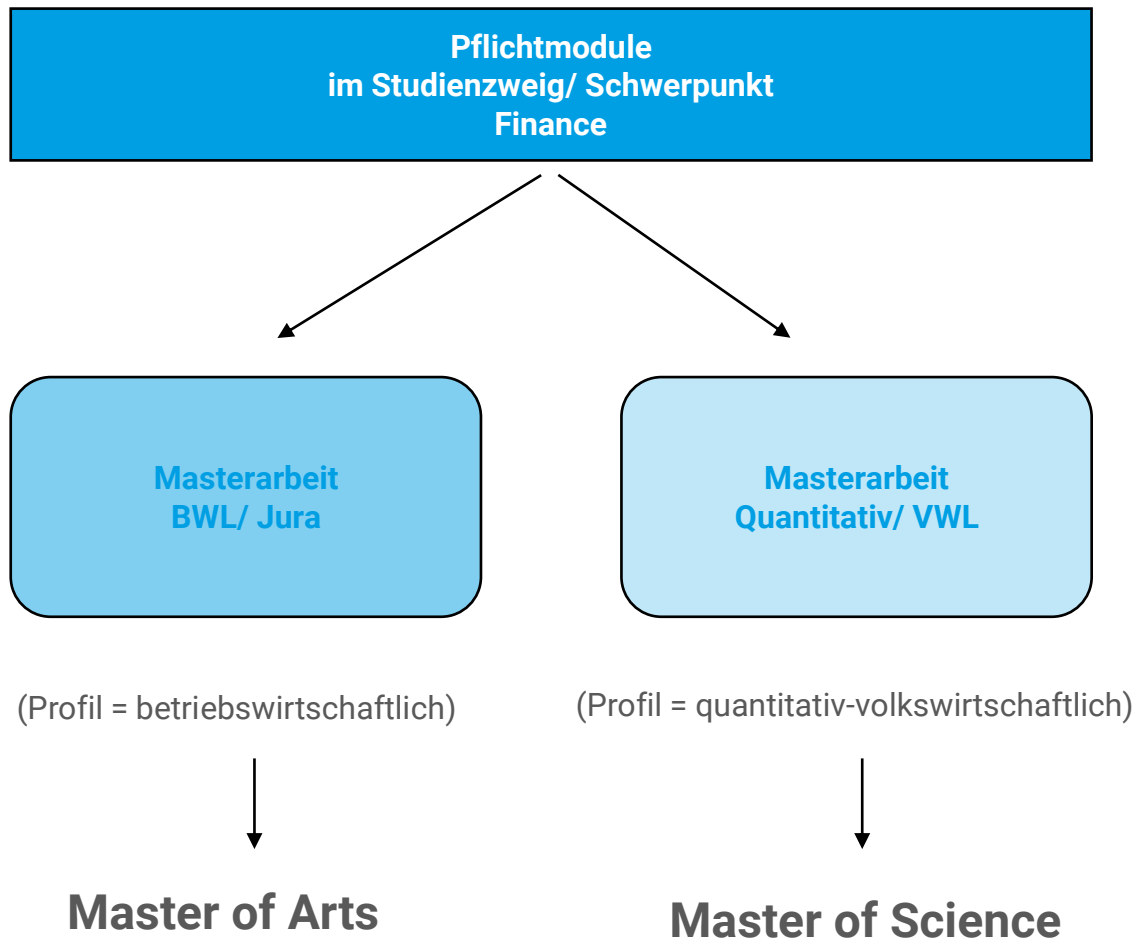 Pflichtmodule
im Studienzweig/ Schwerpunkt
Finance
Masterarbeit
BWL/ Jura
Masterarbeit
Quantitativ/ VWL
(Profil = betriebswirtschaftlich)
(Profil = quantitativ-volkswirtschaftlich)
Master of Arts
Master of Science